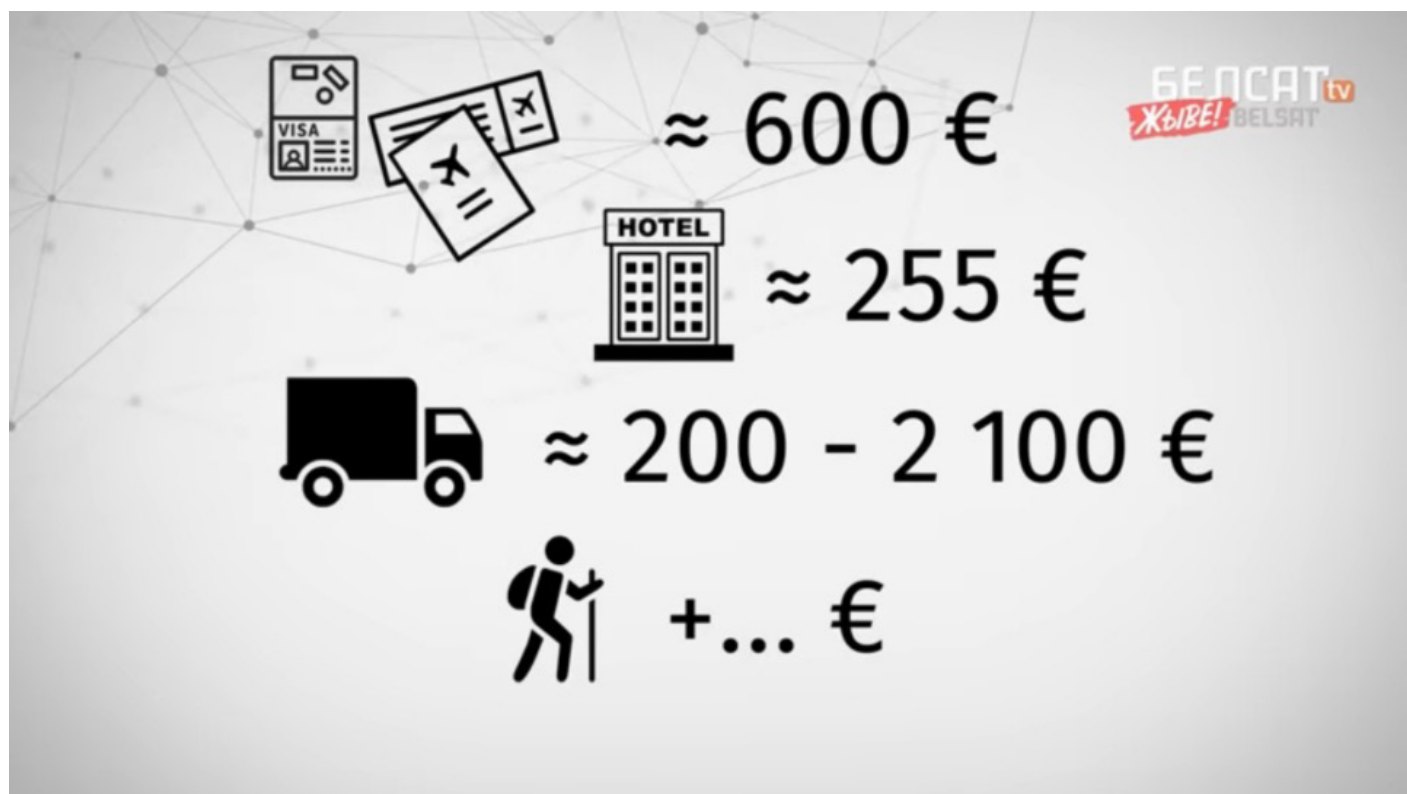 БЕЛСАТ tv
ЖЫВЕ! BELSAT
VISA
≈ 600 €
HOTEL
≈ 255 €
≈ 200 - 2 100 €
+... €